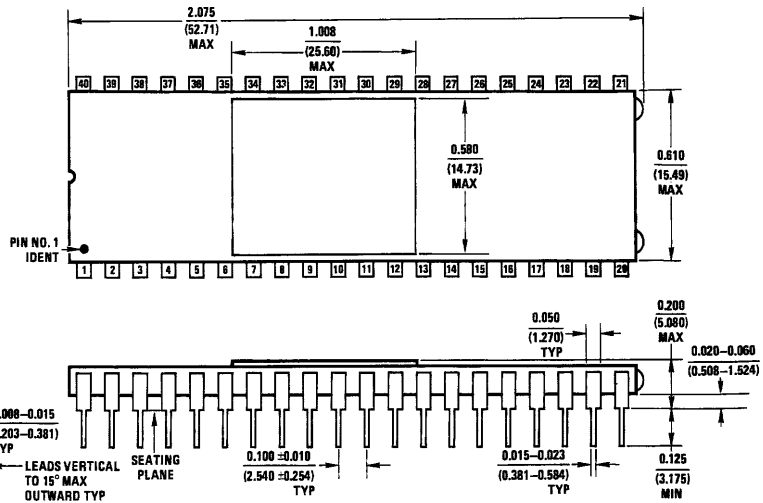 2.075
(52.71)
MAX
1.008
(25.60)
MAX
40 39 38 37 36 35 34 33 32 31 30 29 28 27 26 25 24 23 22 21
0.580
(14.73)
MAX
0.610
(15.49)
MAX
PIN NO. 1
IDENT
1 2 3 4 5 6 7 8 9 10 11 12 13 14 15 16 17 18 19 20
0.050
(1.270)
TYP
0.200
(5.080)
MAX
0.020–0.060
(0.508–1.524)
.008–0.015
.203–0.381)
YP
LEADS VERTICAL
TO 15° MAX
OUTWARD TYP
SEATING
PLANE
0.100 ±0.010
(2.540 ±0.254)
TYP
0.015–0.023
(0.381–0.584)
TYP
0.125
(3.175)
MIN